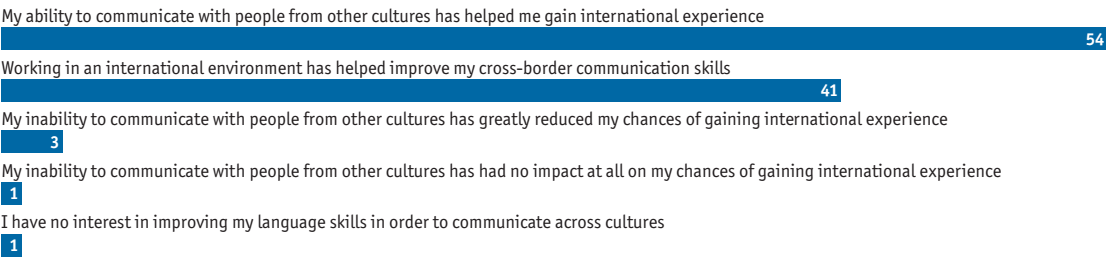 My ability to communicate with people from other cultures has helped me gain international experience
54
Working in an international environment has helped improve my cross-border communication skills
41
My inability to communicate with people from other cultures has greatly reduced my chances of gaining international experience
3
My inability to communicate with people from other cultures has had no impact at all on my chances of gaining international experience
1
I have no interest in improving my language skills in order to communicate across cultures
1